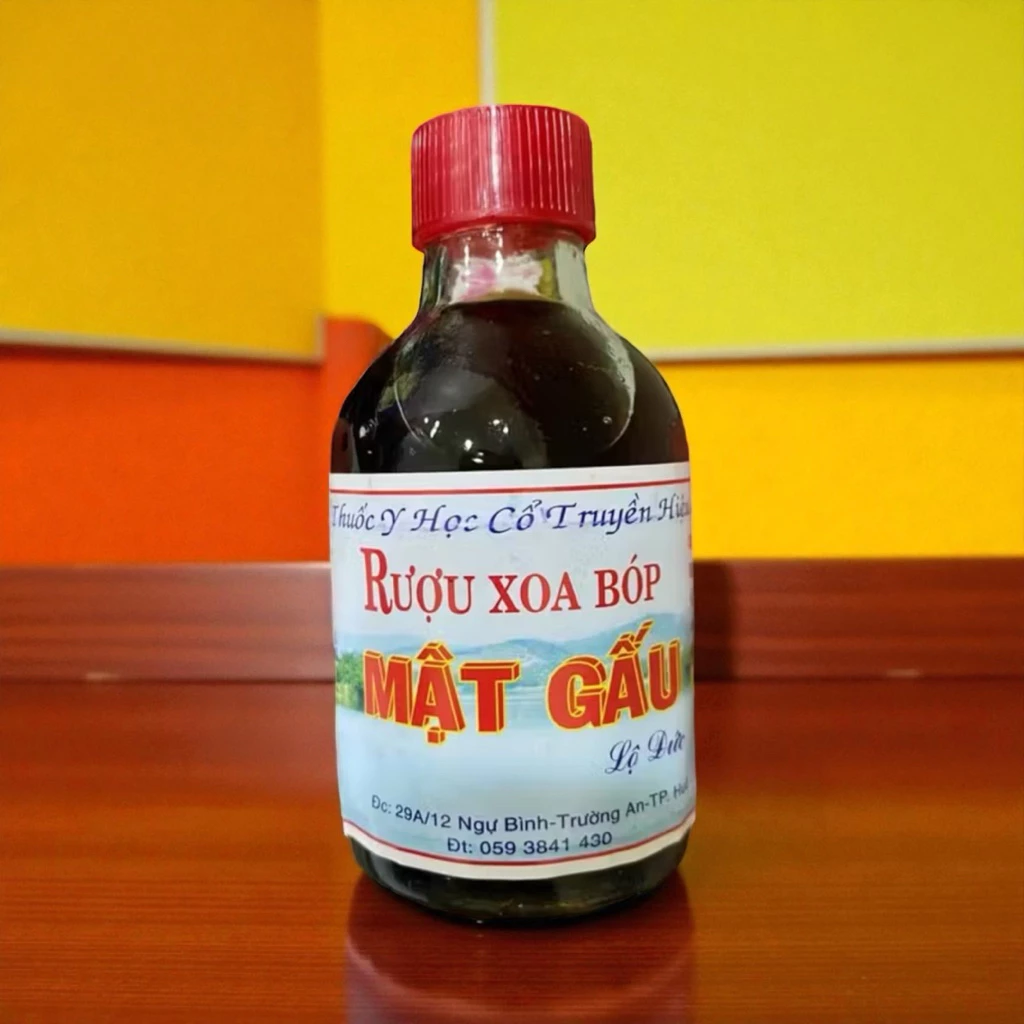 Thuốc Y Học Cổ Truyền
RƯỢU XOA BÓP
MẬT GẤU
Lộ Đức
Đc: 29A/12 Ngự Bình-Trường An-TP. Huế
Đt: 059 3841 430